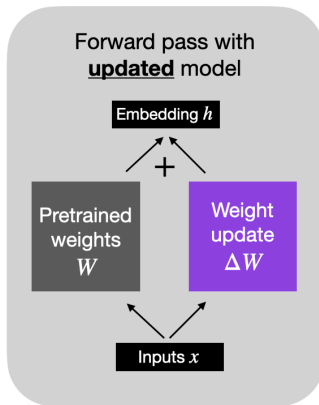 Forward pass with
updated model
Embedding h
+
Pretrained
weights
W
Weight
update
ΔW
Inputs x